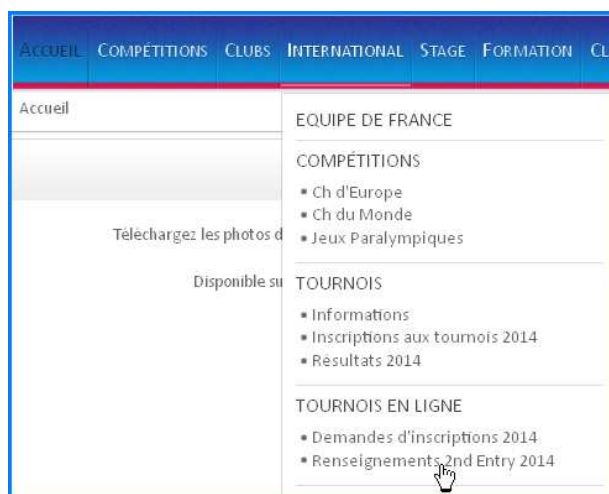 ACCUEIL COMPÉTITIONS CLUBS INTERNATIONAL STAGE FORMATION CL
Accueil
EQUIPE DE FRANCE
COMPÉTITIONS
• Ch d'Europe
• Ch du Monde
• Jeux Paralympiques
Téléchargez les photos d
Disponible su
TOURNOIS
• Informations
• Inscriptions aux tournois 2014
• Résultats 2014
TOURNOIS EN LIGNE
• Demandes d'inscriptions 2014
• Renseignements 2nd Entry 2014